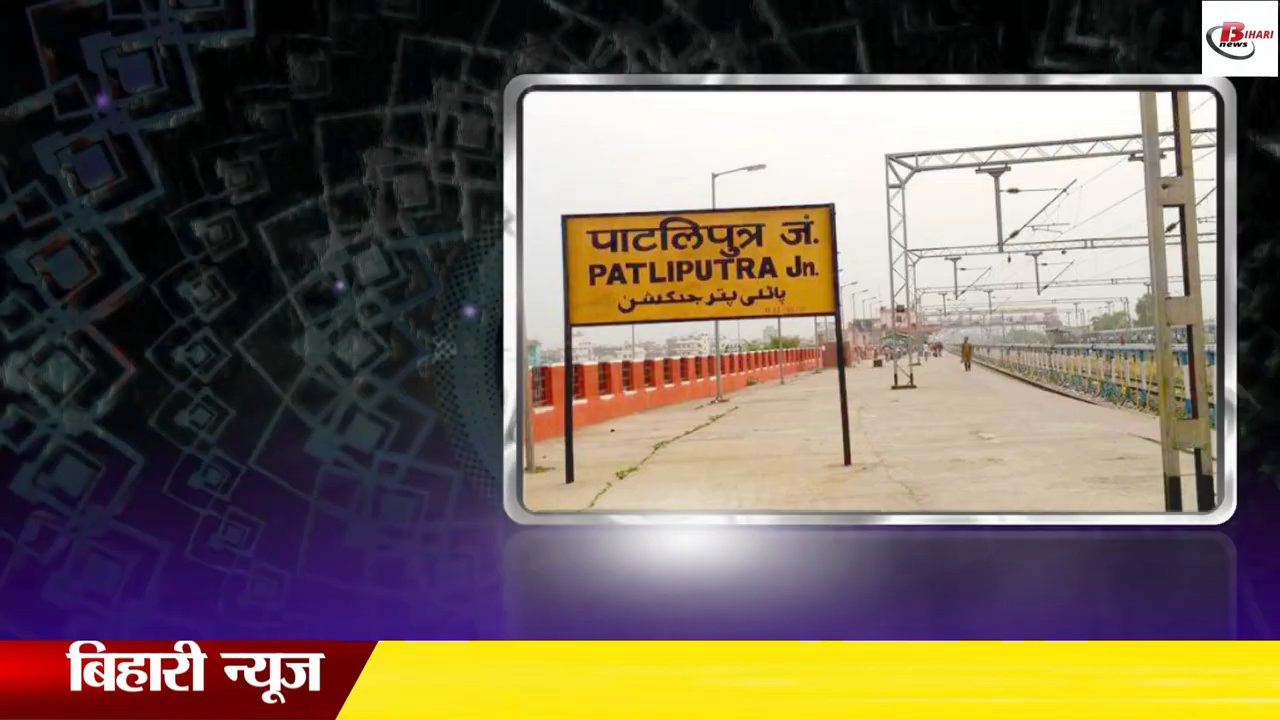 BIHARI
news
पाटलिपुत्र जं.
PATLIPUTRA Jn.
پاٹلی پتر جنکشن
बिहारी न्यूज